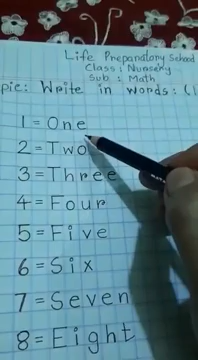 Life Preparatory School
Class: Nursery
Sub: Math
pic: Write in words: (1
1 = One
2 = Two
3 = Three
4 = Four
5 = Five
6 = Six
7 = Seven
8 = Eight